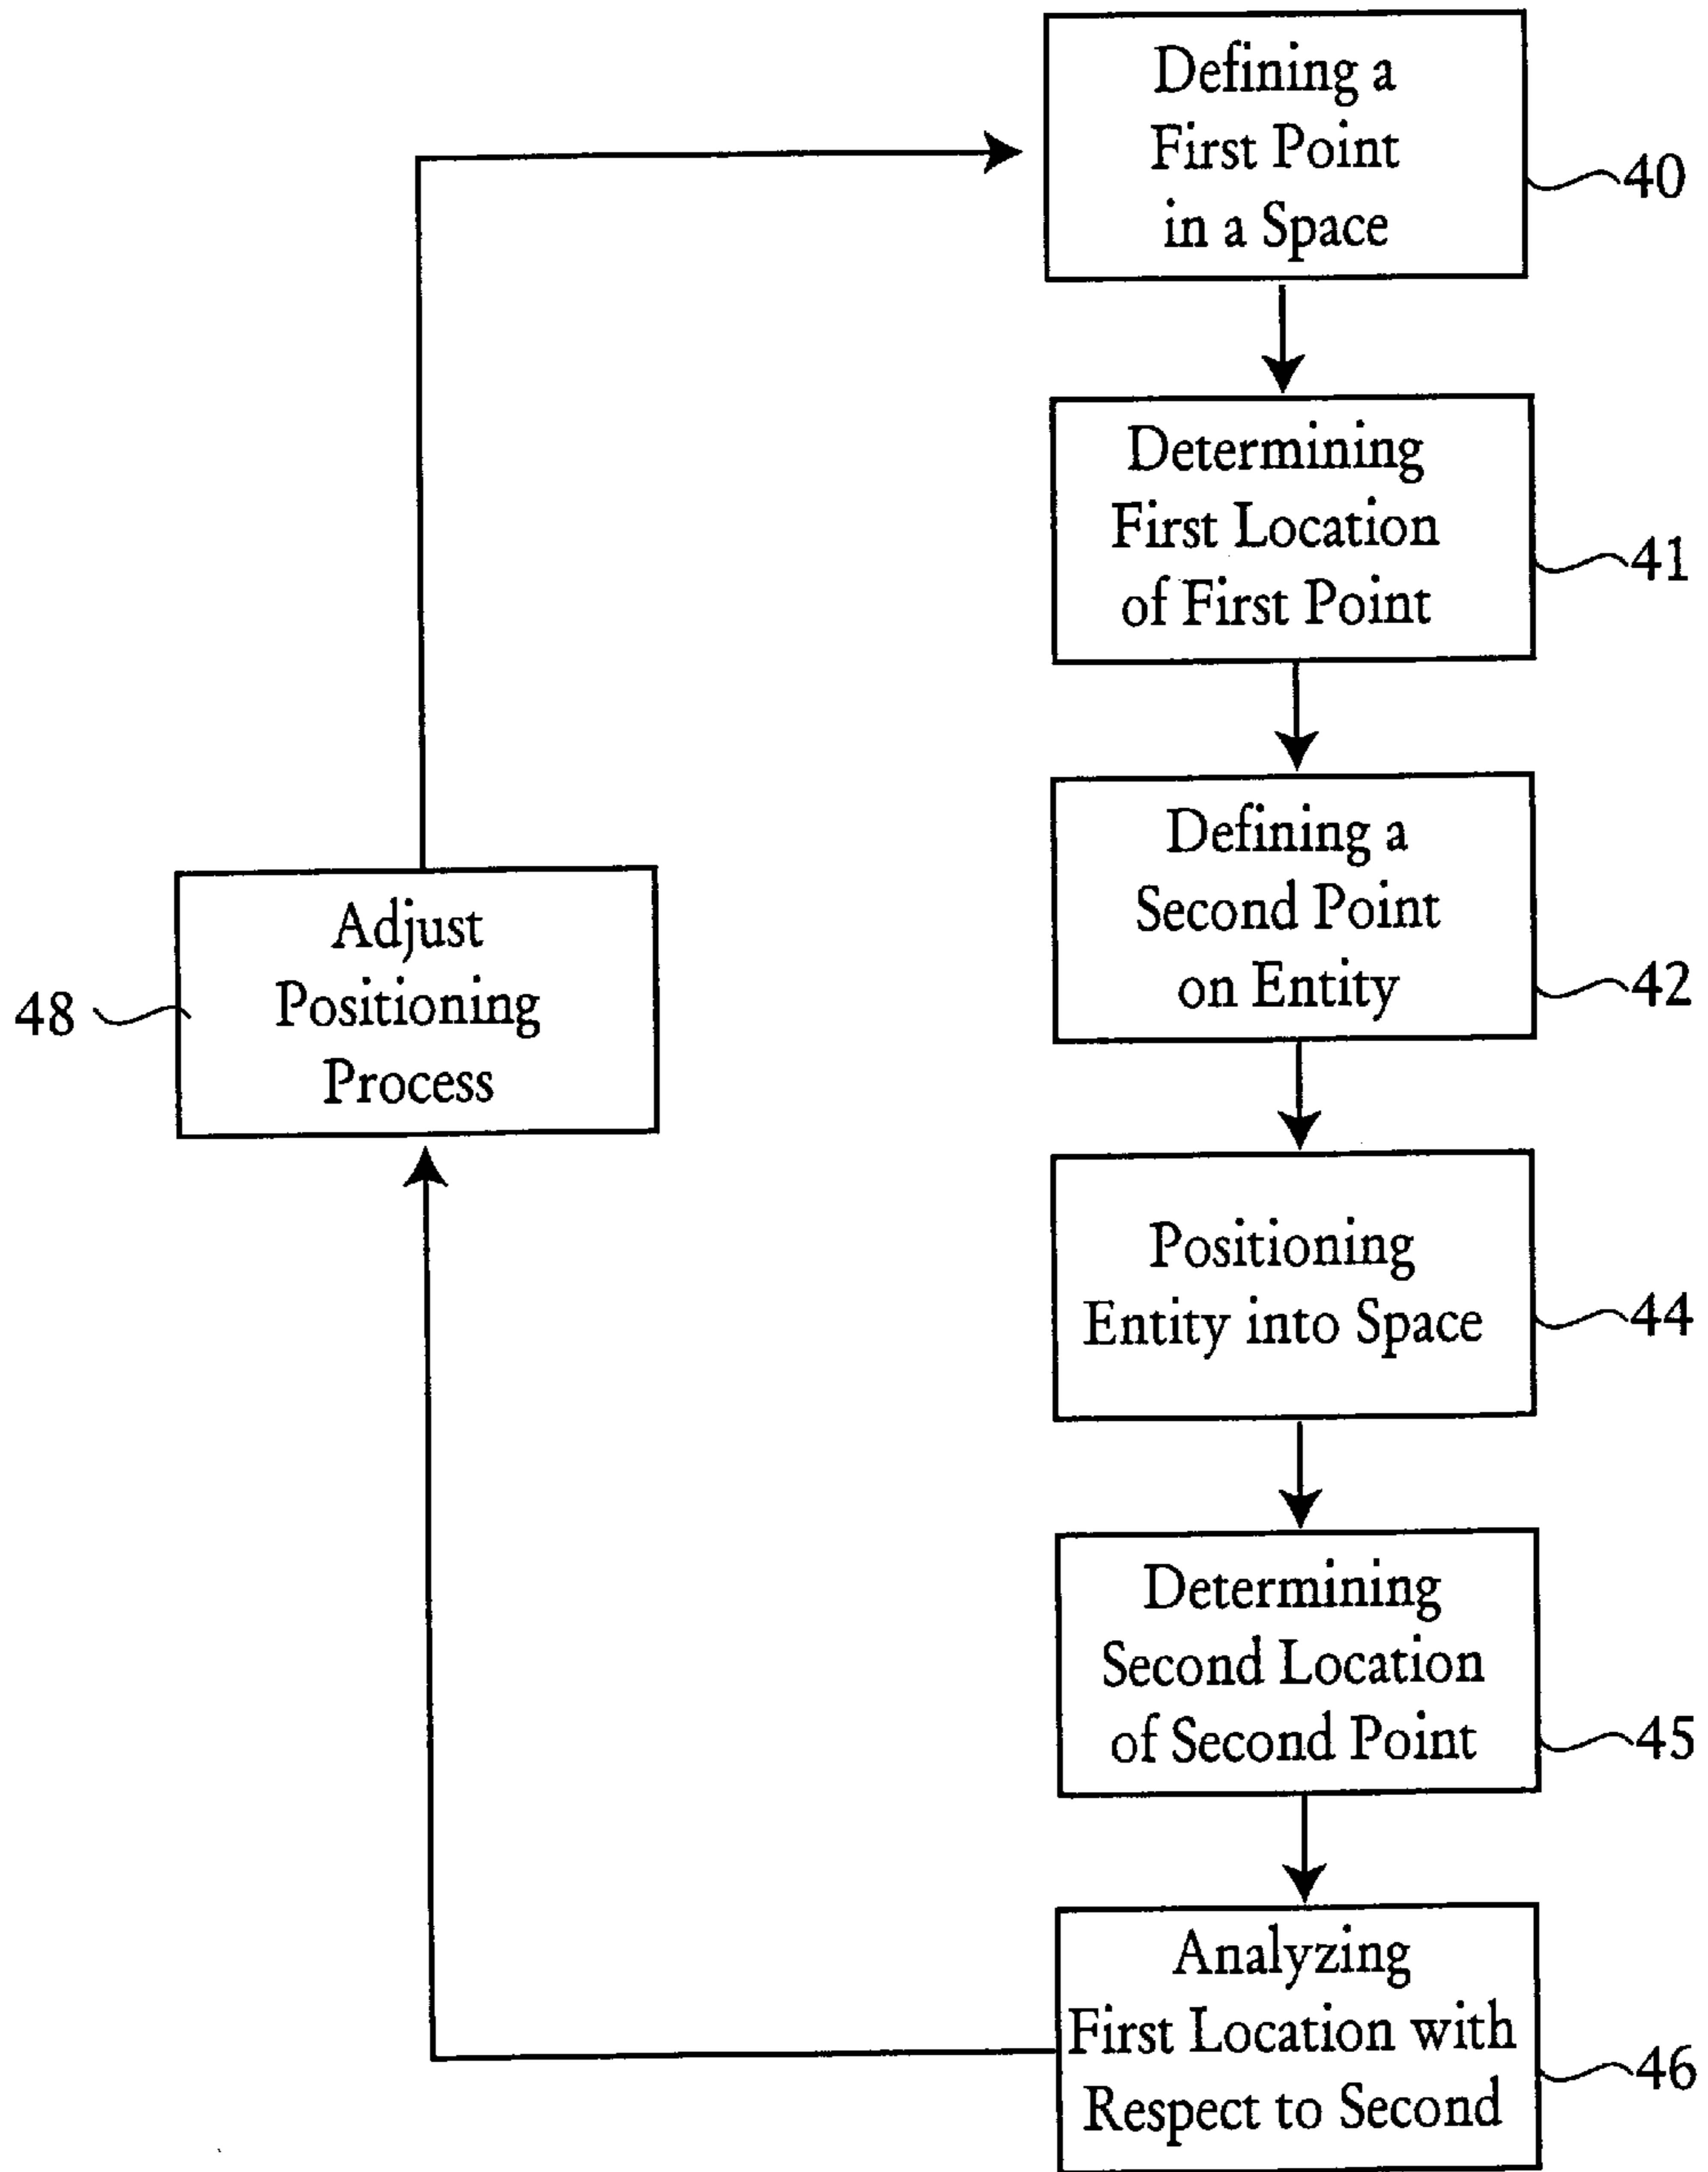 Defining a
First Point
in a Space
40
Determining
First Location
of First Point
41
Defining a
Second Point
on Entity
42
Adjust
Positioning
Process
48
Positioning
Entity into Space
44
Determining
Second Location
of Second Point
45
Analyzing
First Location with
Respect to Second
46